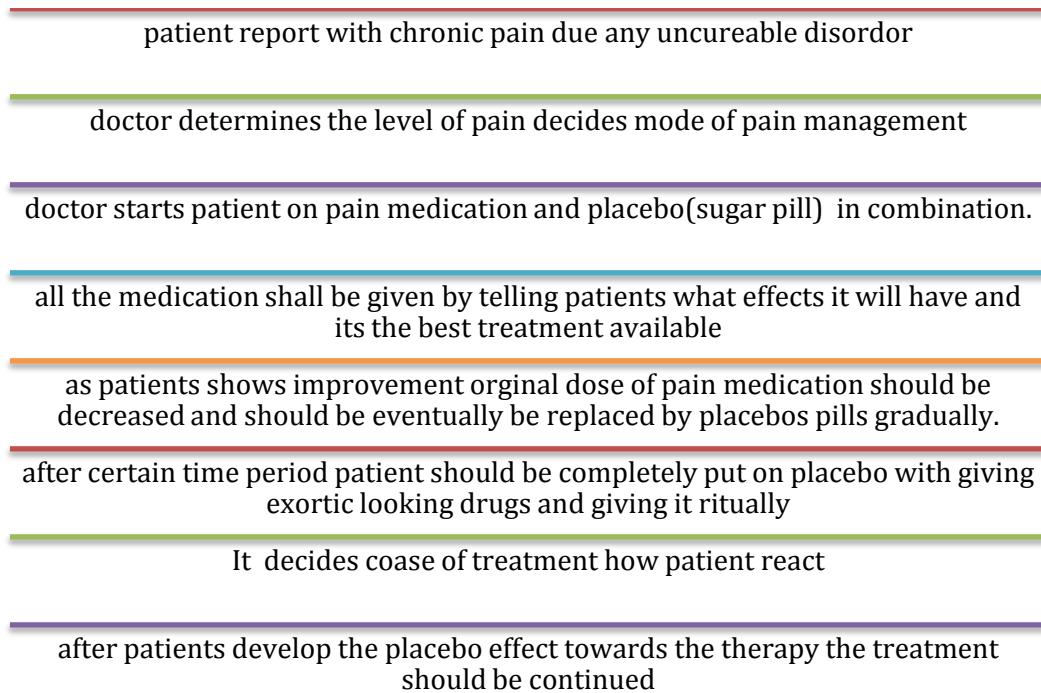 patient report with chronic pain due any uncureable disordor
doctor determines the level of pain decides mode of pain management
doctor starts patient on pain medication and placebo(sugar pill)  in combination.
all the medication shall be given by telling patients what effects it will have and
its the best treatment available
as patients shows improvement orginal dose of pain medication should be
decreased and should be eventually be replaced by placebos pills gradually.
after certain time period patient should be completely put on placebo with giving
exortic looking drugs and giving it ritually
It  decides coase of treatment how patient react
after patients develop the placebo effect towards the therapy the treatment
should be continued